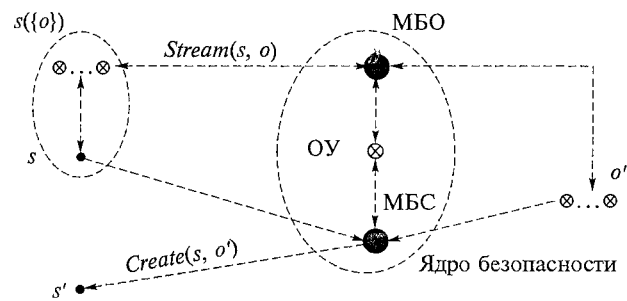 s({o})
МБО
Stream(s, o)
ОУ
s
o'
МБС
Create(s, o')
Ядро безопасности
s'